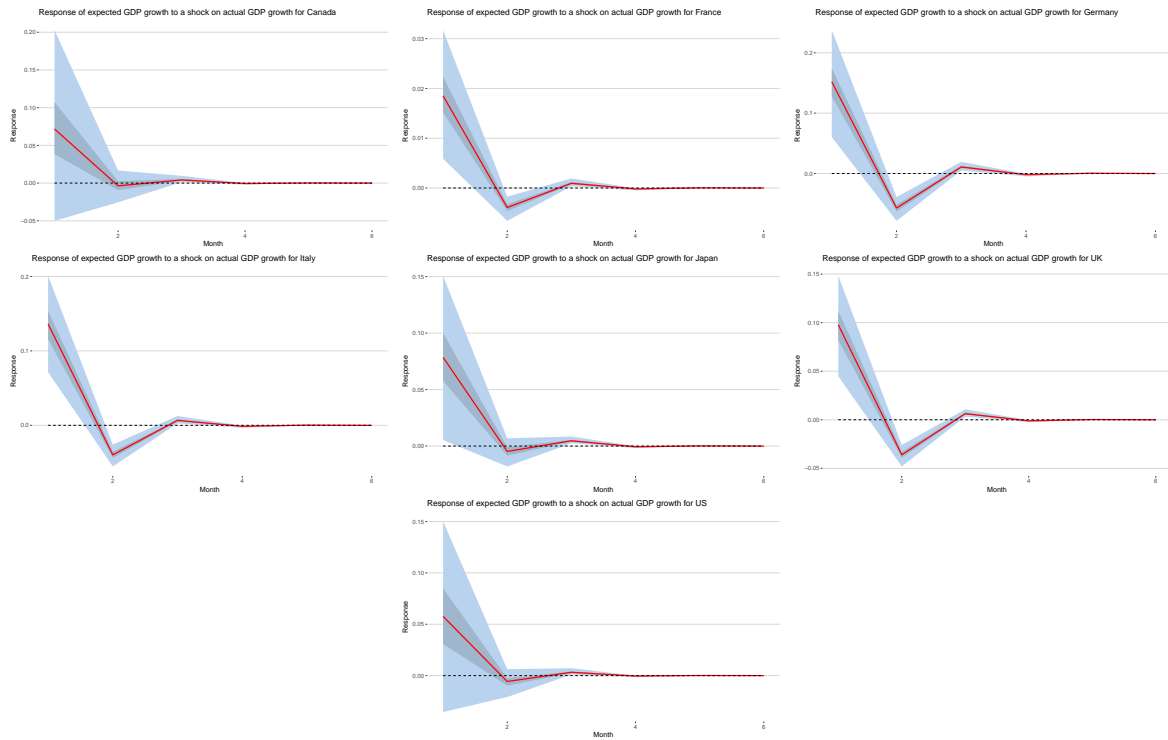 Response of expected GDP growth to a shock on actual GDP growth for Canada
0.20
0.15
0.10
0.05
0.00
−0.05
Response
2
4
6
Month
Response of expected GDP growth to a shock on actual GDP growth for France
0.03
0.02
0.01
0.00
Response
2
4
6
Month
Response of expected GDP growth to a shock on actual GDP growth for Germany
0.2
0.1
0.0
Response
2
4
6
Month
Response of expected GDP growth to a shock on actual GDP growth for Italy
0.2
0.1
0.0
Response
2
4
6
Month
Response of expected GDP growth to a shock on actual GDP growth for Japan
0.15
0.10
0.05
0.00
Response
2
4
6
Month
Response of expected GDP growth to a shock on actual GDP growth for UK
0.15
0.10
0.05
0.00
−0.05
Response
2
4
6
Month
Response of expected GDP growth to a shock on actual GDP growth for US
0.15
0.10
0.05
0.00
Response
2
4
6
Month